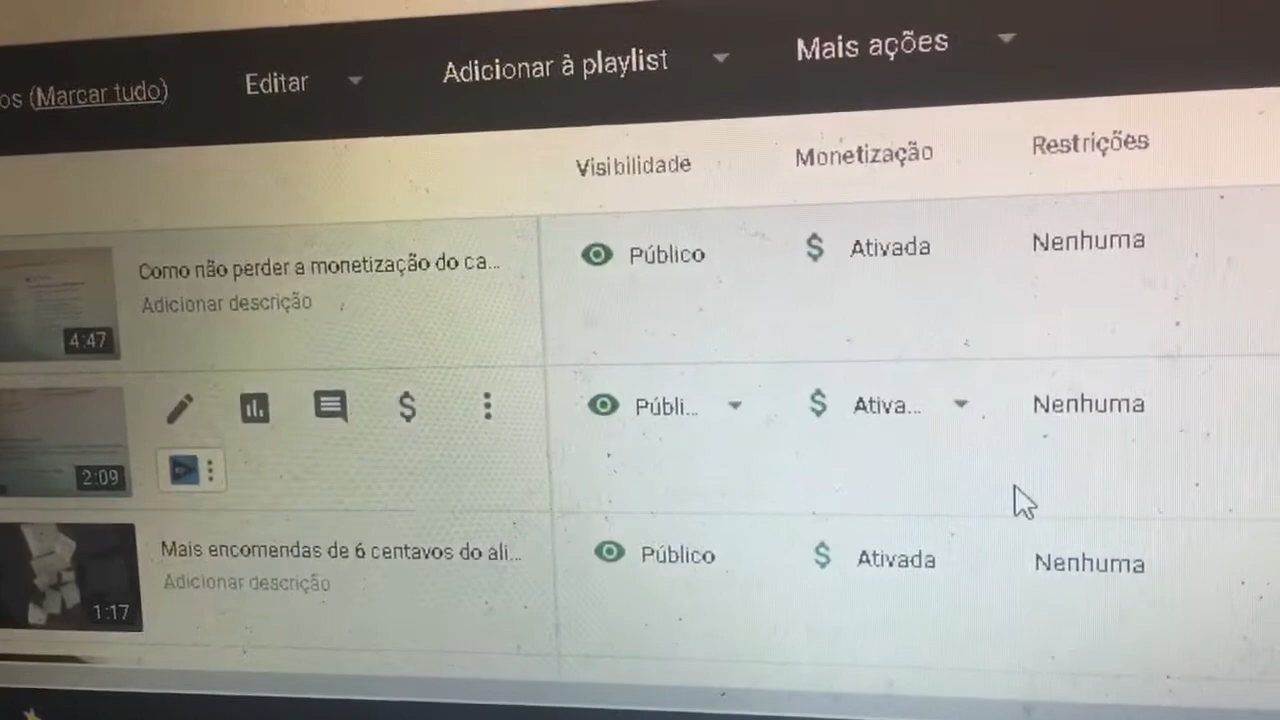 os (Marcar tudo)
Editar
Adicionar à playlist
Mais ações
Visibilidade
Monetização
Restrições
Como não perder a monetização do ca...
Adicionar descrição
4:47
Público
$ Ativada
Nenhuma
$
2:09
Públi...
$ Ativa...
Nenhuma
Mais encomendas de 6 centavos do ali...
Adicionar descrição
1:17
Público
$ Ativada
Nenhuma